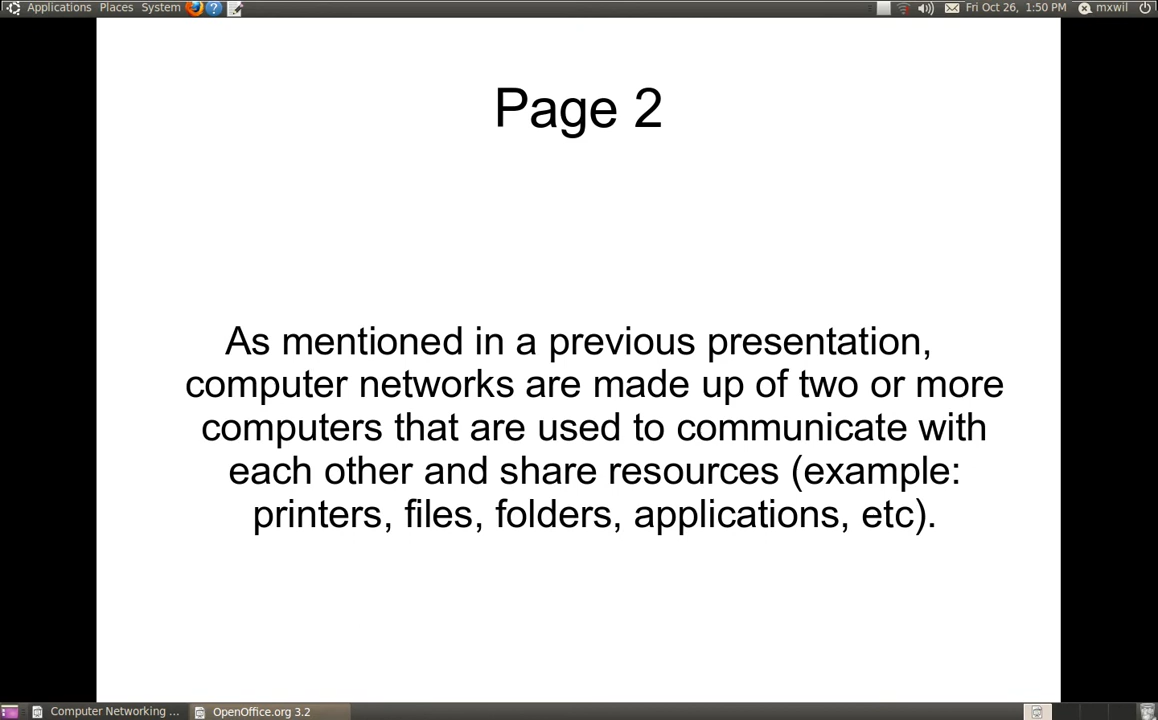 Applications Places System Fri Oct 26, 1:50 PM mxwil
Page 2
As mentioned in a previous presentation,
computer networks are made up of two or more
computers that are used to communicate with
each other and share resources (example:
printers, files, folders, applications, etc).
Computer Networking ... OpenOffice.org 3.2